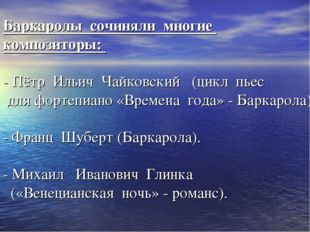 Баркаролы сочиняли многие
композиторы:
- Пётр Ильич Чайковский (цикл пьес
для фортепиано «Времена года» - Баркарола)
- Франц Шуберт (Баркарола).
- Михаил Иванович Глинка
(«Венецианская ночь» - романс).